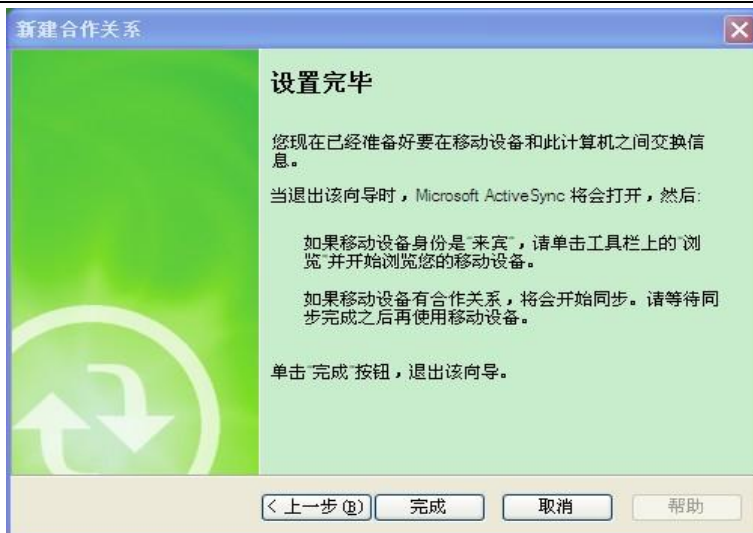 新建合作关系
设置完毕
您现在已经准备好要在移动设备和此计算机之间交换信
息。
当退出该向导时，Microsoft ActiveSync 将会打开，然后:
如果移动设备身份是"来宾"，请单击工具栏上的"浏
览"并开始浏览您的移动设备。
如果移动设备有合作关系，将会开始同步。请等待同
步完成之后再使用移动设备。
单击"完成"按钮，退出该向导。
< 上一步(B)
完成
取消
帮助